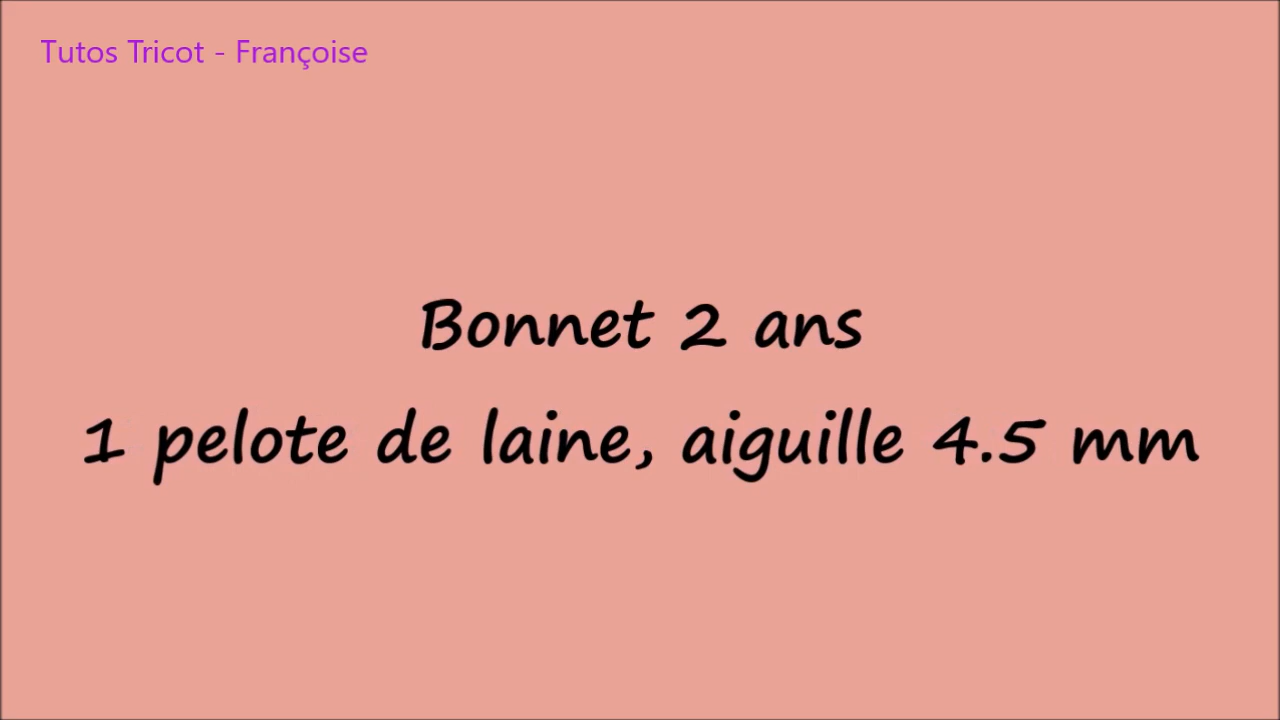 Tutos Tricot - Françoise
Bonnet 2 ans
1 pelote de laine, aiguille 4.5 mm